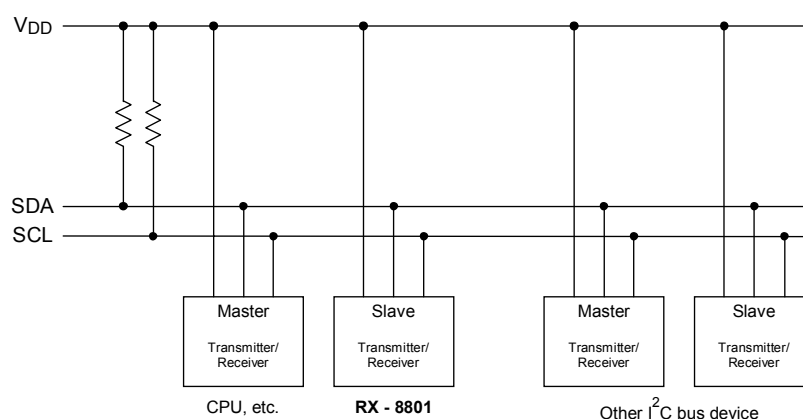 VDD
SDA
SCL
Master
Transmitter/
Receiver
Slave
Transmitter/
Receiver
Master
Transmitter/
Receiver
Slave
Transmitter/
Receiver
CPU, etc.
RX - 8801
Other I²C bus device